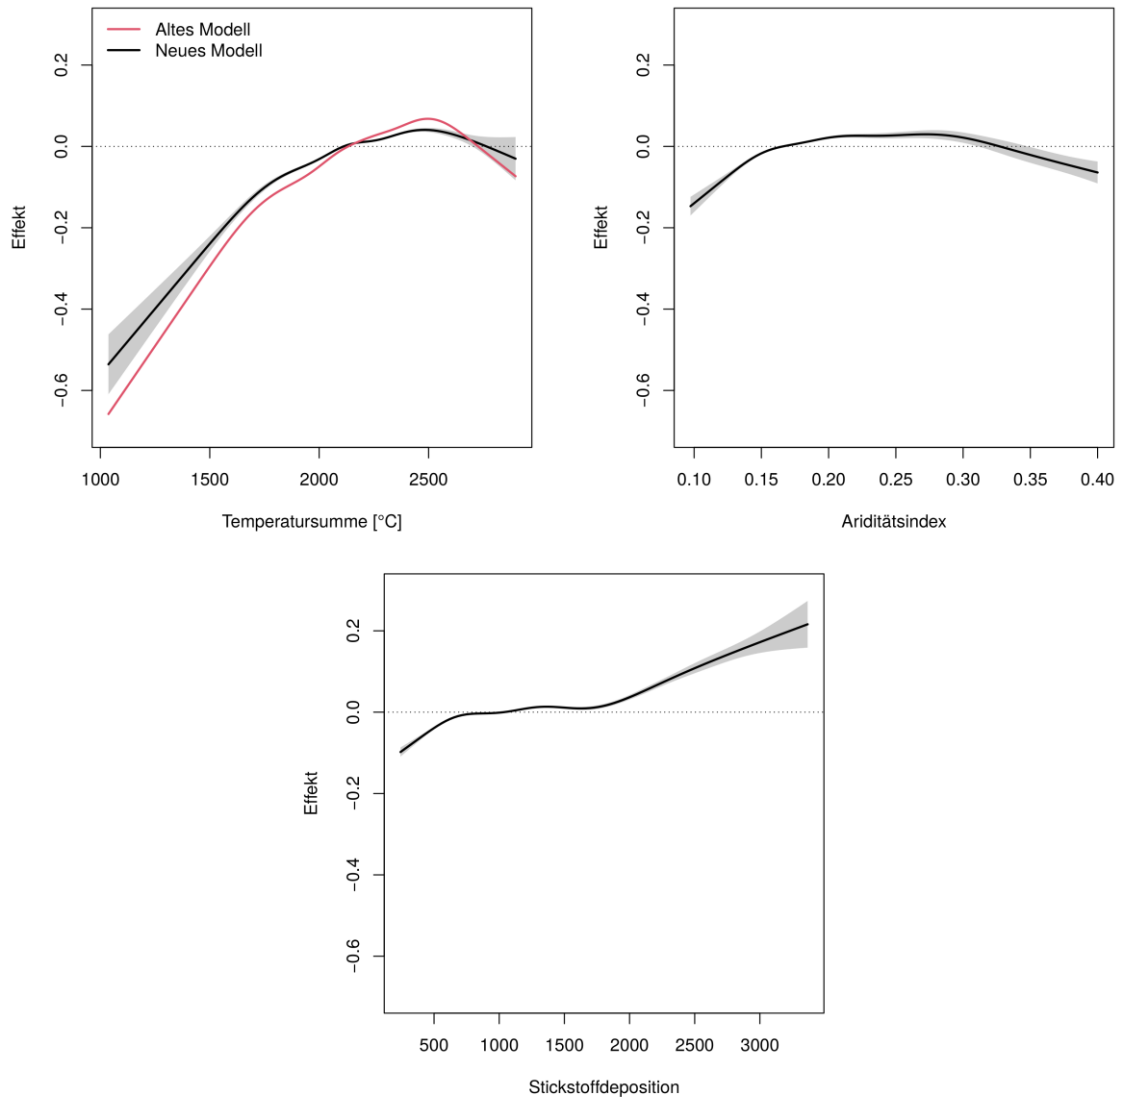 Altes Modell
Neues Modell
0.2
0.0
−0.2
−0.4
−0.6
Effekt
1000 1500 2000 2500
Temperatursumme [°C]
0.2
0.0
−0.2
−0.4
−0.6
Effekt
0.10 0.15 0.20 0.25 0.30 0.35 0.40
Ariditätsindex
0.2
0.0
−0.2
−0.4
−0.6
Effekt
500 1000 1500 2000 2500 3000
Stickstoffdeposition